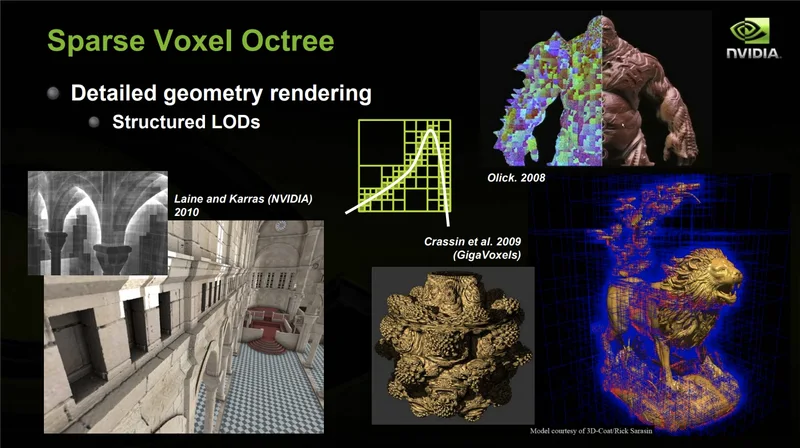 Sparse Voxel Octree
NVIDIA
Detailed geometry rendering
Structured LODs
Olick. 2008
Laine and Karras (NVIDIA)
2010
Crassin et al. 2009
(GigaVoxels)
Model courtesy of 3D-Coat/Rick Sarasin